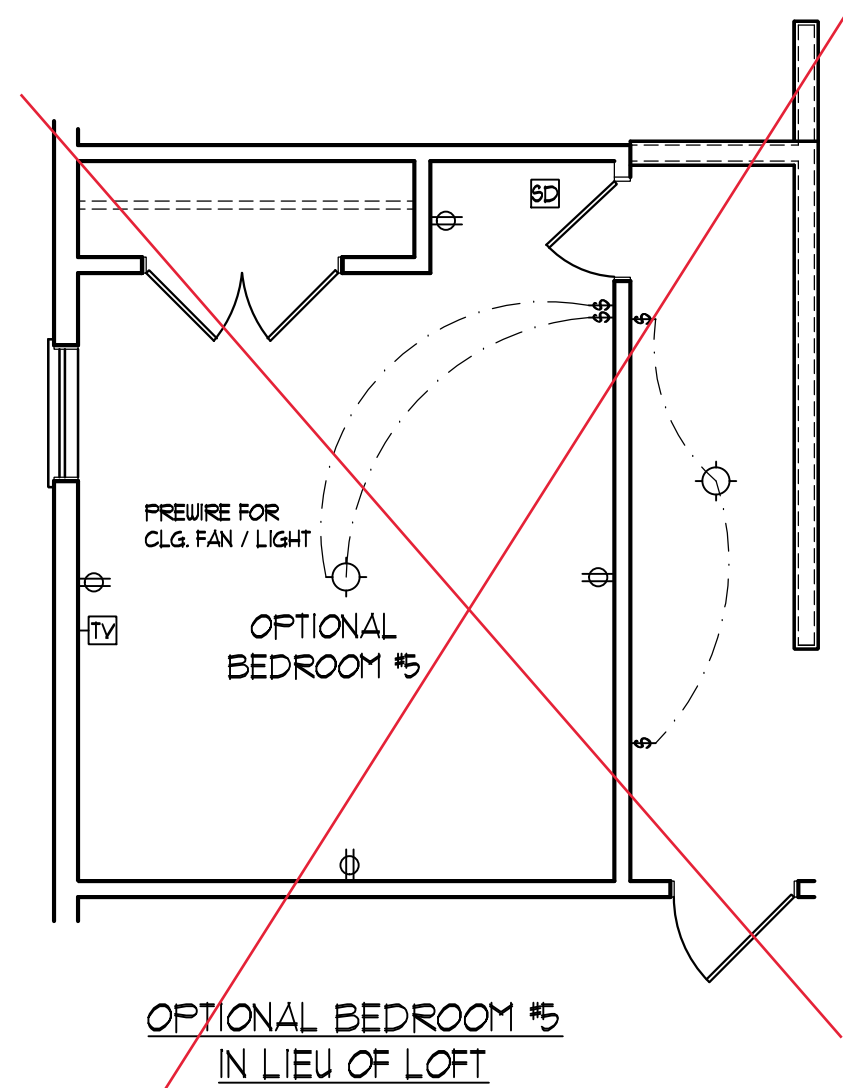 SD
$$
$$
$
PREWIRE FOR
CLG. FAN / LIGHT
TV
OPTIONAL
BEDROOM #5
$
OPTIONAL BEDROOM #5
IN LIEU OF LOFT